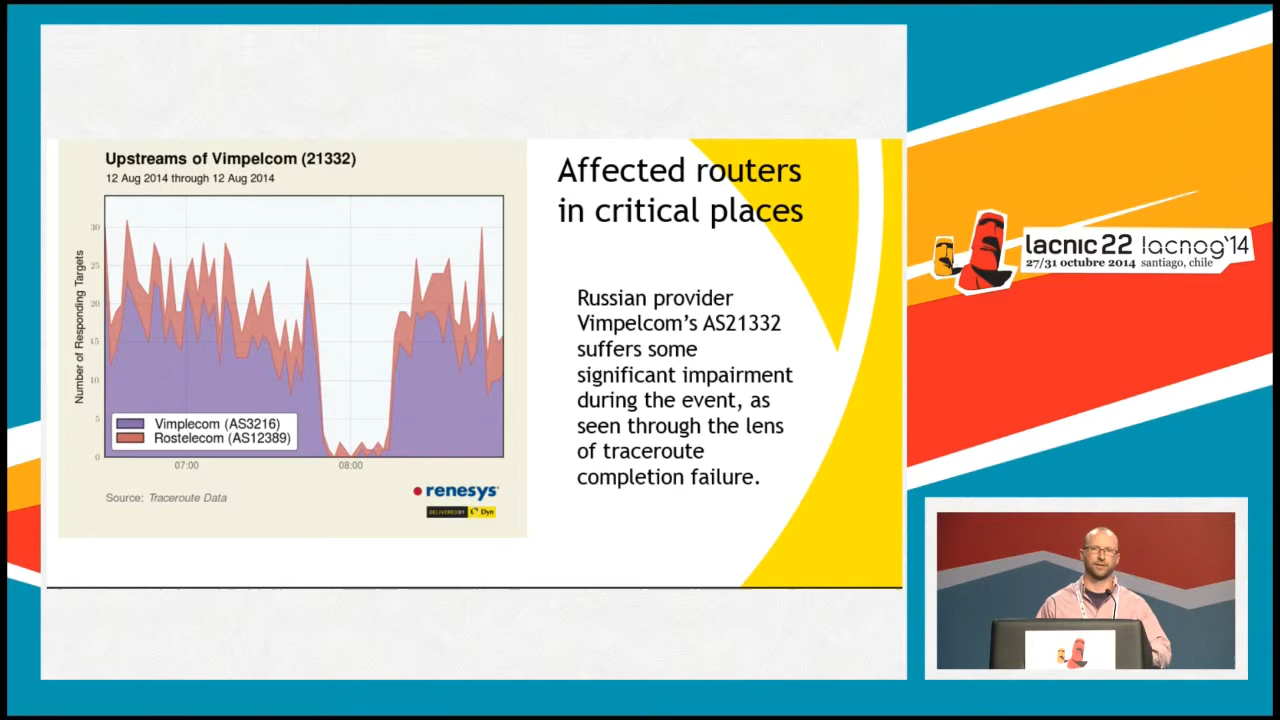 Upstreams of Vimpelcom (21332)
12 Aug 2014 through 12 Aug 2014
Number of Responding Targets
30
25
20
15
10
5
0
Vimplecom (AS3216)
Rostelecom (AS12389)
07:00
08:00
Source: Traceroute Data
renesys
DELIVERED BY Dyn
Affected routers
in critical places
Russian provider
Vimpelcom’s AS21332
suffers some
significant impairment
during the event, as
seen through the lens
of traceroute
completion failure.
lacnic 22 lacnog'14
27/31 octubre 2014 santiago, chile